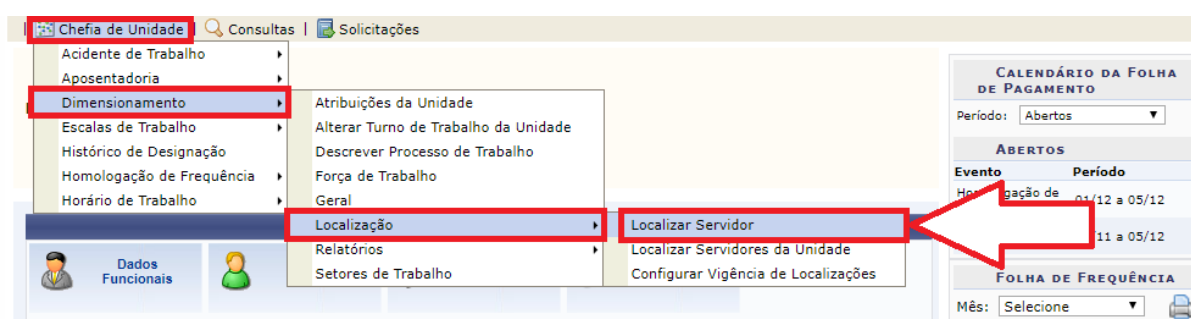 Chefia de Unidade | Consultas | Solicitações
Acidente de Trabalho
Aposentadoria
Dimensionamento
Escalas de Trabalho
Histórico de Designação
Homologação de Frequência
Horário de Trabalho
Atribuições da Unidade
Alterar Turno de Trabalho da Unidade
Descrever Processo de Trabalho
Força de Trabalho
Geral
Localização
Relatórios
Setores de Trabalho
Localizar Servidor
Localizar Servidores da Unidade
Configurar Vigência de Localizações
Dados
Funcionais
Calendário da Folha
de Pagamento
Período: Abertos
Abertos
Evento Período
de 01/12 a 05/12
/11 a 05/12
Folha de Frequência
Mês: Selecione